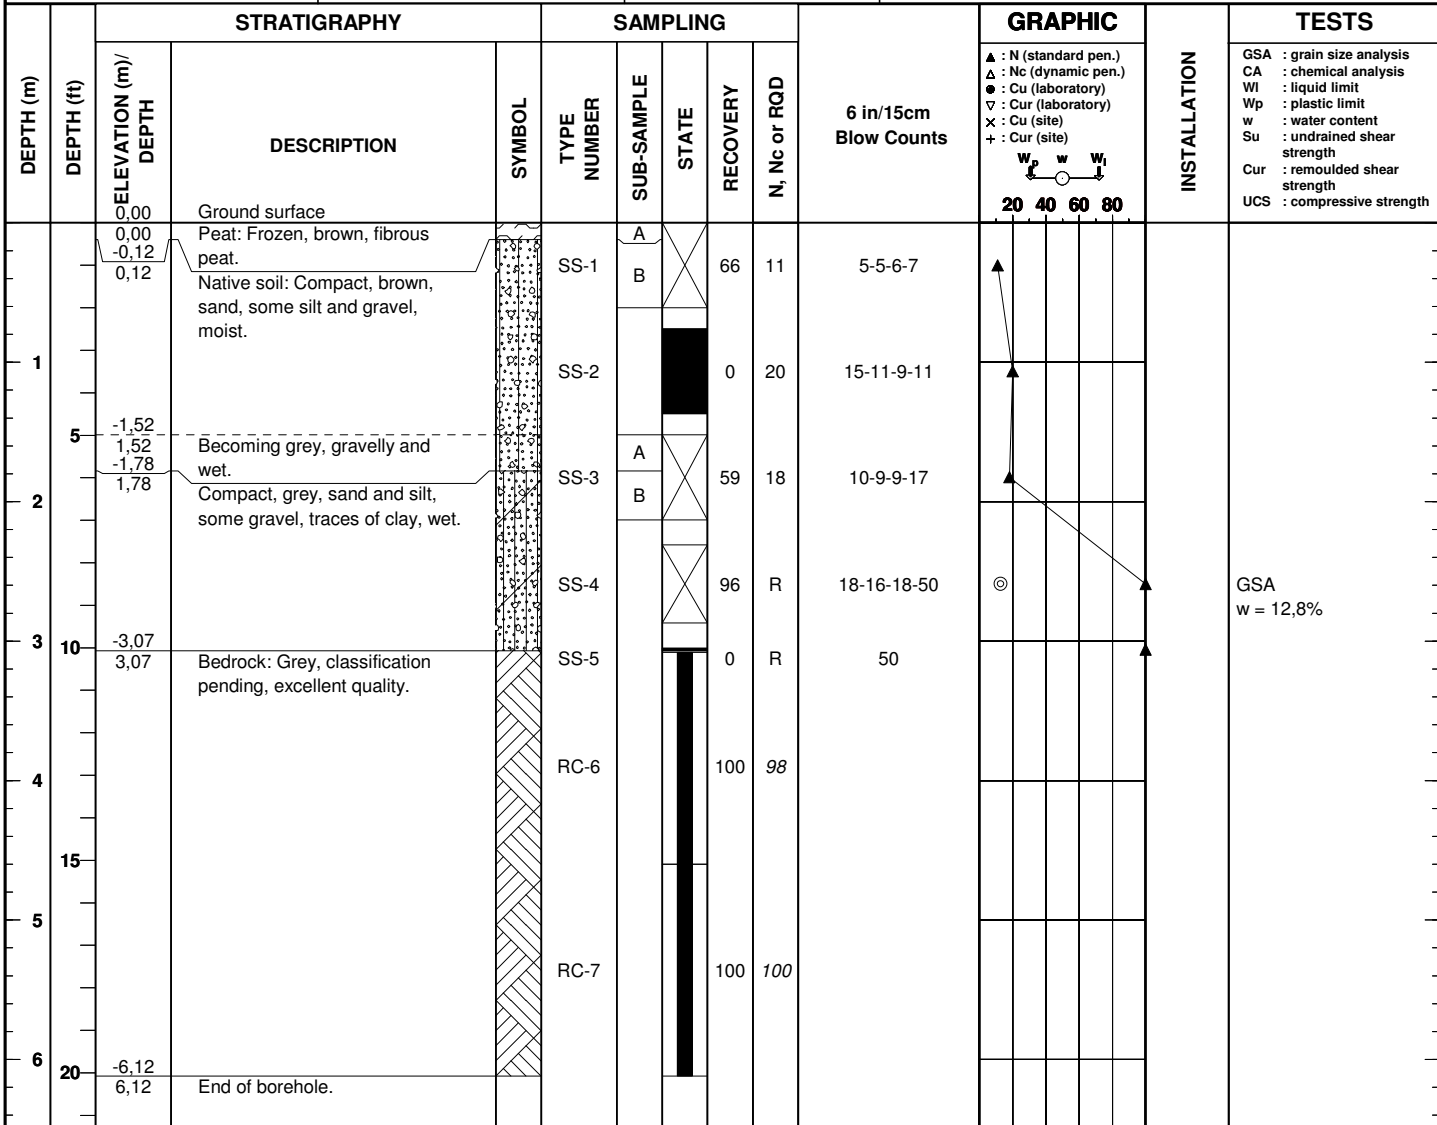 STRATIGRAPHY
SAMPLING
GRAPHIC
TESTS
DEPTH (m)
DEPTH (ft)
ELEVATION (m)/
DEPTH
DESCRIPTION
SYMBOL
TYPE
NUMBER
SUB-SAMPLE
STATE
RECOVERY
N, Nc or RQD
6 in/15cm
Blow Counts
: N (standard pen.)
: Nc (dynamic pen.)
: Cu (laboratory)
: Cur (laboratory)
: Cu (site)
: Cur (site)
Wp w Wl
20 40 60 80
INSTALLATION
GSA : grain size analysis
CA : chemical analysis
Wl : liquid limit
Wp : plastic limit
w : water content
Su : undrained shear
strength
Cur : remoulded shear
strength
UCS : compressive strength
0,00 Ground surface
0,00 Peat: Frozen, brown, fibrous
-0,12 peat.
0,12
Native soil: Compact, brown,
sand, some silt and gravel,
moist.
A
B
SS-1 66 11 5-5-6-7
1
SS-2 0 20 15-11-9-11
5
-1,52
1,52 Becoming grey, gravelly and
-1,78 wet.
1,78
Compact, grey, sand and silt,
some gravel, traces of clay, wet.
A
B
SS-3 59 18 10-9-9-17
2
SS-4 96 R 18-16-18-50
GSA
w = 12,8%
3
10
-3,07
3,07 Bedrock: Grey, classification
pending, excellent quality.
SS-5 0 R 50
RC-6 100 98
4
15
5
RC-7 100 100
6
20
-6,12
6,12 End of borehole.